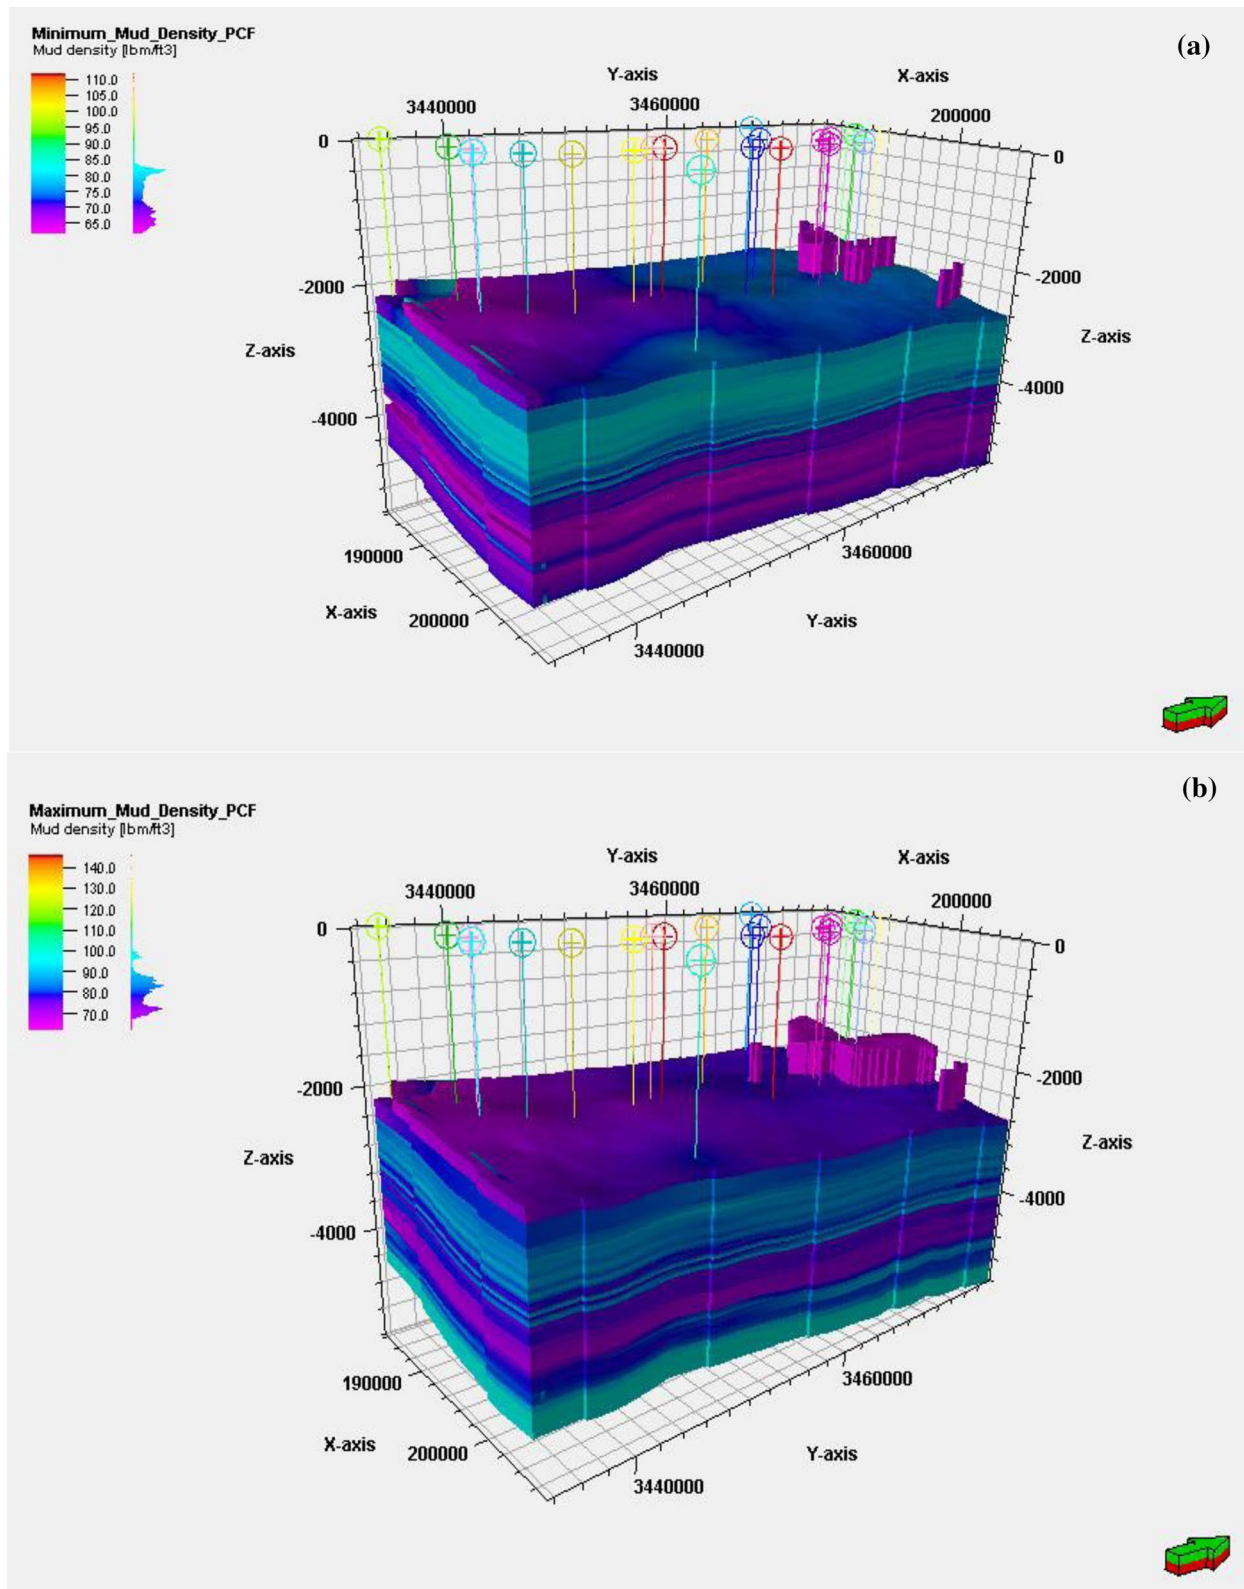 Minimum_Mud_Density_PCF
Mud density [lbm/ft3]
(a)
110.0
105.0
100.0
95.0
90.0
85.0
80.0
75.0
70.0
65.0
Y-axis
X-axis
3440000
3460000
200000
0
0
-2000
-2000
Z-axis
Z-axis
-4000
-4000
190000
3460000
X-axis
200000
Y-axis
3440000
(b)
Maximum_Mud_Density_PCF
Mud density [lbm/ft3]
140.0
130.0
120.0
110.0
100.0
90.0
80.0
70.0
Y-axis
X-axis
3440000
3460000
200000
0
0
-2000
-2000
Z-axis
Z-axis
-4000
-4000
190000
3460000
X-axis
200000
Y-axis
3440000